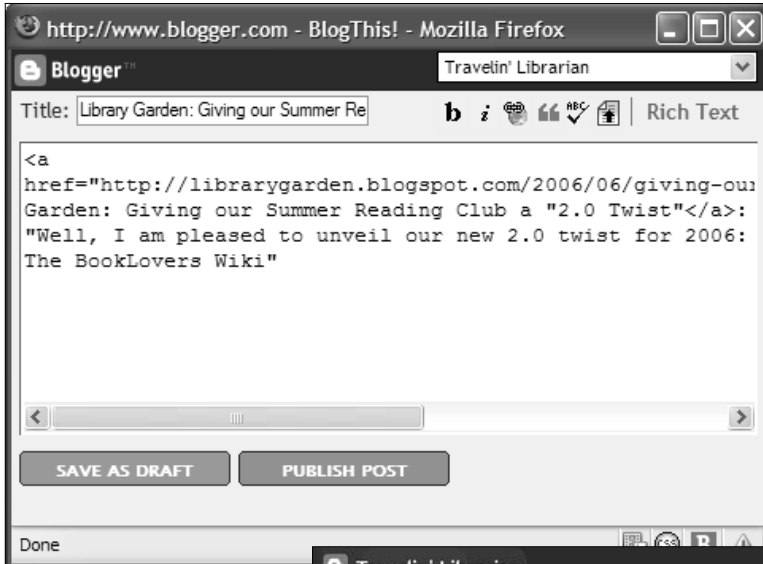 http://www.blogger.com - BlogThis! - Mozilla Firefox
Blogger™
Travelin' Librarian
Title: Library Garden: Giving our Summer Re
b i ABC Rich Text
<a
href="http://librarygarden.blogspot.com/2006/06/giving-our
Garden: Giving our Summer Reading Club a "2.0 Twist"</a>:
"Well, I am pleased to unveil our new 2.0 twist for 2006:
The BookLovers Wiki"
SAVE AS DRAFT PUBLISH POST
Done
CSS B